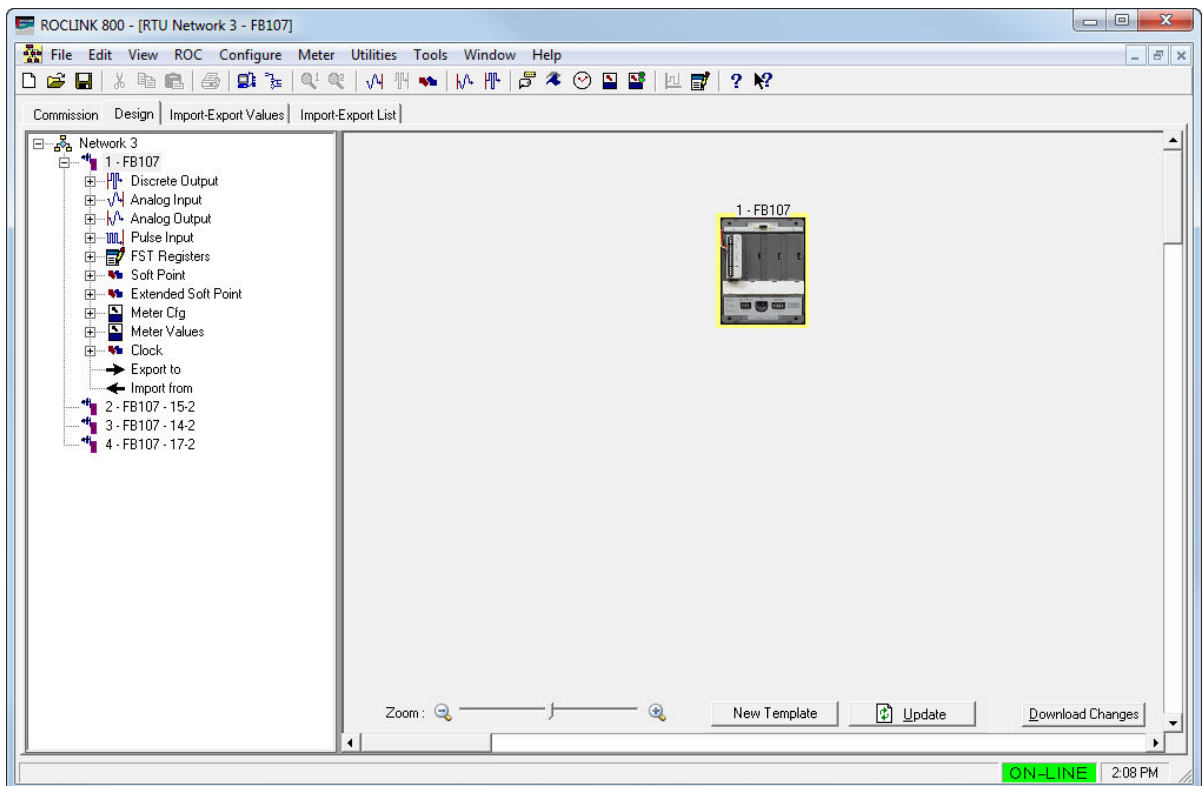 ROCLINK 800 - [RTU Network 3 - FB107]
File Edit View ROC Configure Meter Utilities Tools Window Help
Commission Design Import-Export Values Import-Export List
Network 3
1 - FB107
Discrete Output
Analog Input
Analog Output
Pulse Input
FST Registers
Soft Point
Extended Soft Point
Meter Cfg
Meter Values
Clock
Export to
Import from
2 - FB107 - 15-2
3 - FB107 - 14-2
4 - FB107 - 17-2
1 - FB107
Zoom : New Template Update Download Changes
ON-LINE 2:08 PM